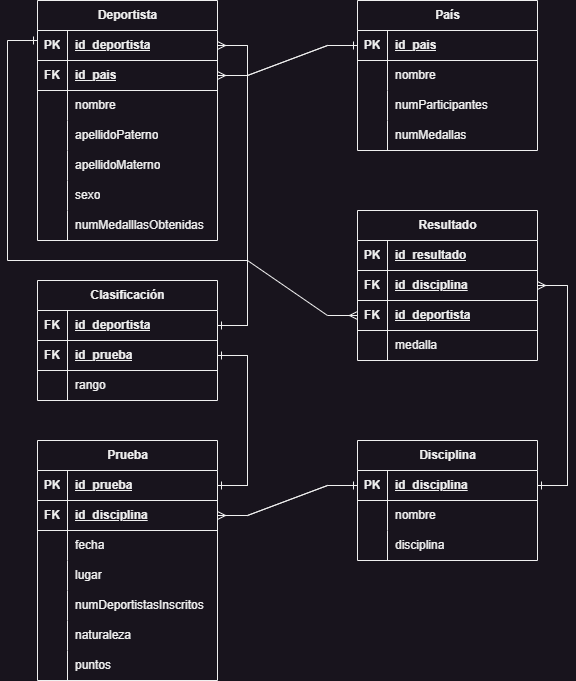 Deportista
PK id_deportista
FK id_pais
nombre
apellidoPaterno
apellidoMaterno
sexo
numMedalllasObtenidas
País
PK id_pais
nombre
numParticipantes
numMedallas
Resultado
PK id_resultado
FK id_disciplina
FK id_deportista
medalla
Clasificación
FK id_deportista
FK id_prueba
rango
Prueba
PK id_prueba
FK id_disciplina
fecha
lugar
numDeportistasInscritos
naturaleza
puntos
Disciplina
PK id_disciplina
nombre
disciplina